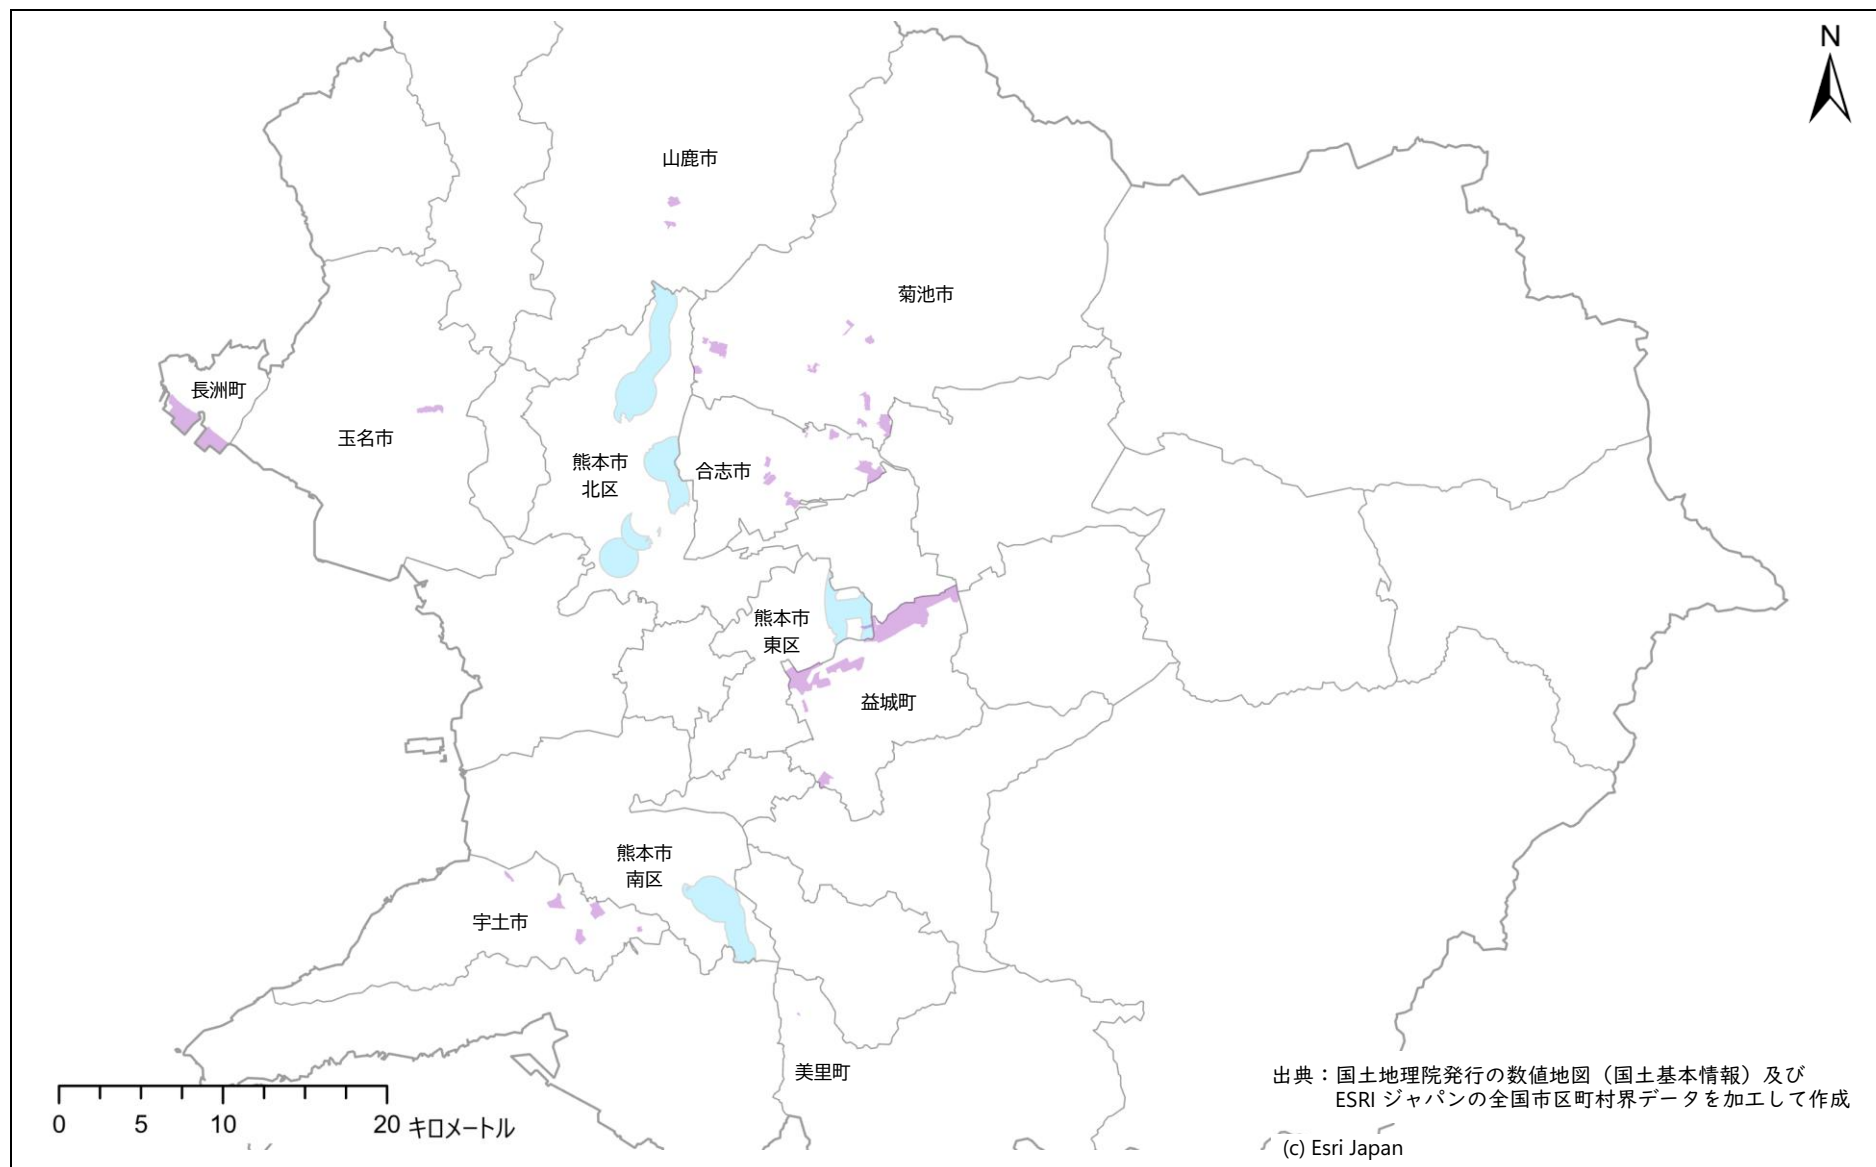 N
山鹿市
菊池市
長洲町
玉名市
熊本市
北区
合志市
熊本市
東区
益城町
熊本市
南区
宇土市
美里町
0 5 10 20 キロメートル
出典：国土地理院発行の数値地図（国土基本情報）及び
ESRI ジャパンの全国市区町村界データを加工して作成
(c) Esri Japan